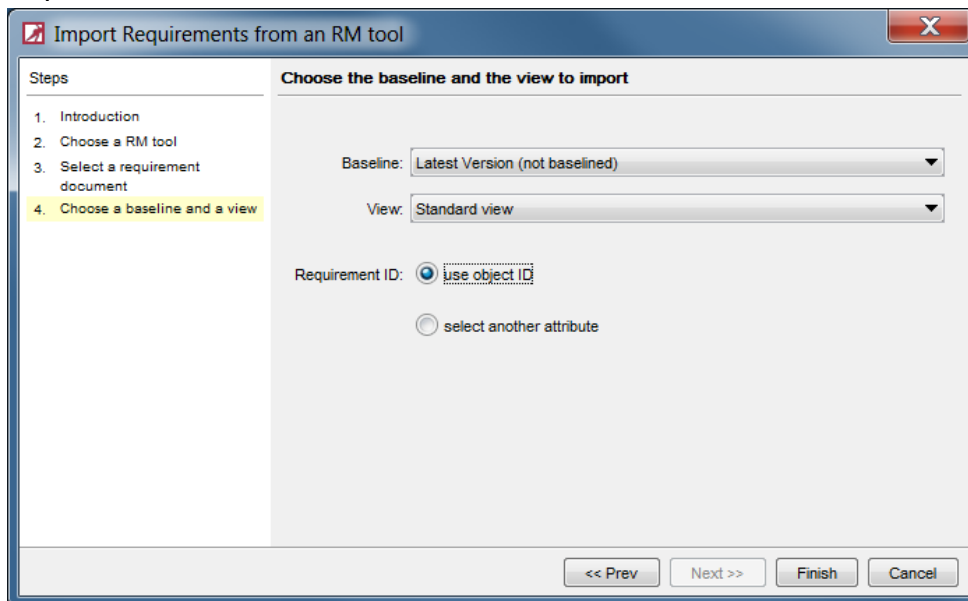 Import Requirements from an RM tool
Steps
1. Introduction
2. Choose a RM tool
3. Select a requirement
document
4. Choose a baseline and a view
Choose the baseline and the view to import
Baseline: Latest Version (not baselined)
View: Standard view
Requirement ID: use object ID
select another attribute
<< Prev Next >> Finish Cancel